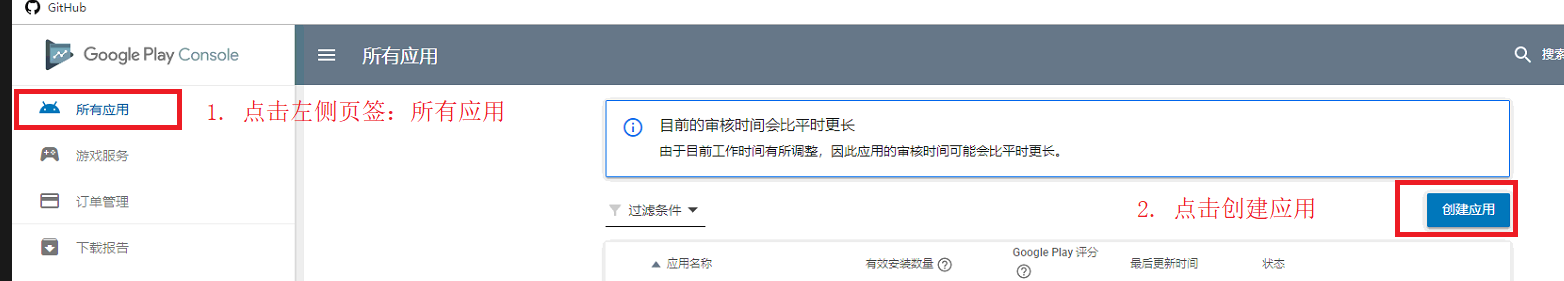 GitHub
Google Play Console
所有应用
搜索
所有应用
1. 点击左侧页签：所有应用
游戏服务
订单管理
下载报告
目前的审核时间会比平时更长
由于目前工作时间有所调整，因此应用的审核时间可能会比平时更长。
过滤条件
2. 点击创建应用
创建应用
应用名称
有效安装数量
Google Play 评分
最后更新时间
状态